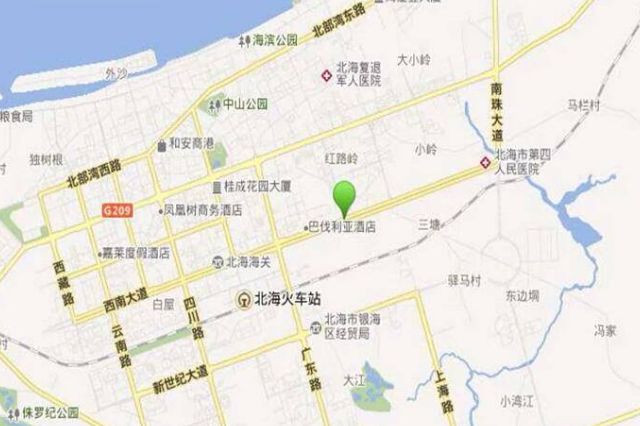 北部湾东路
海滨公园
外沙
北海复退
军人医院
大小岭
南
珠
大
道
马栏村
粮食局
中山公园
和安商港
独树根
红路岭
小岭
北海市第四
人民医院
北部湾西路
桂成花园大厦
G209
凤凰树商务酒店
巴伐利亚酒店
三塘
嘉莱度假酒店
北海海关
驿马村
西
藏
路
西南大道
白屋
四
川
路
北海火车站
东边垌
云
南
路
北海市银海
区经贸局
冯家
广
东
路
新世纪大道
大江
上
海
路
小湾江
侏罗纪公园